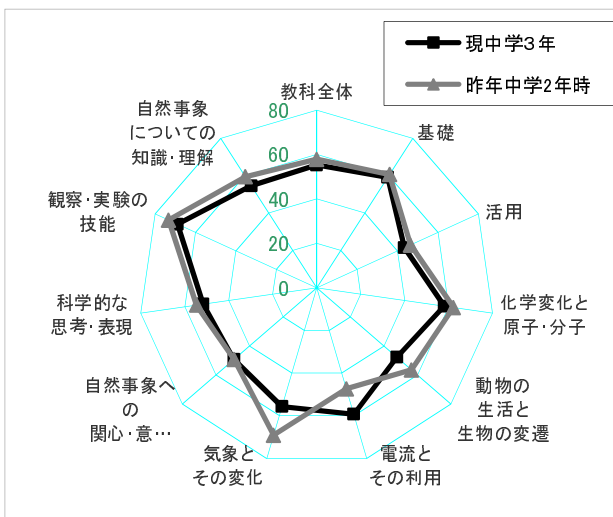 現中学３年
昨年中学2年時
教科全体
基礎
活用
化学変化と
原子・分子
動物の
生活と
生物の変遷
電流と
その利用
気象と
その変化
自然事象へ
の
関心・意…
科学的な
思考・表現
観察・実験の
技能
自然事象
についての
知識・理解
80
60
40
20
0